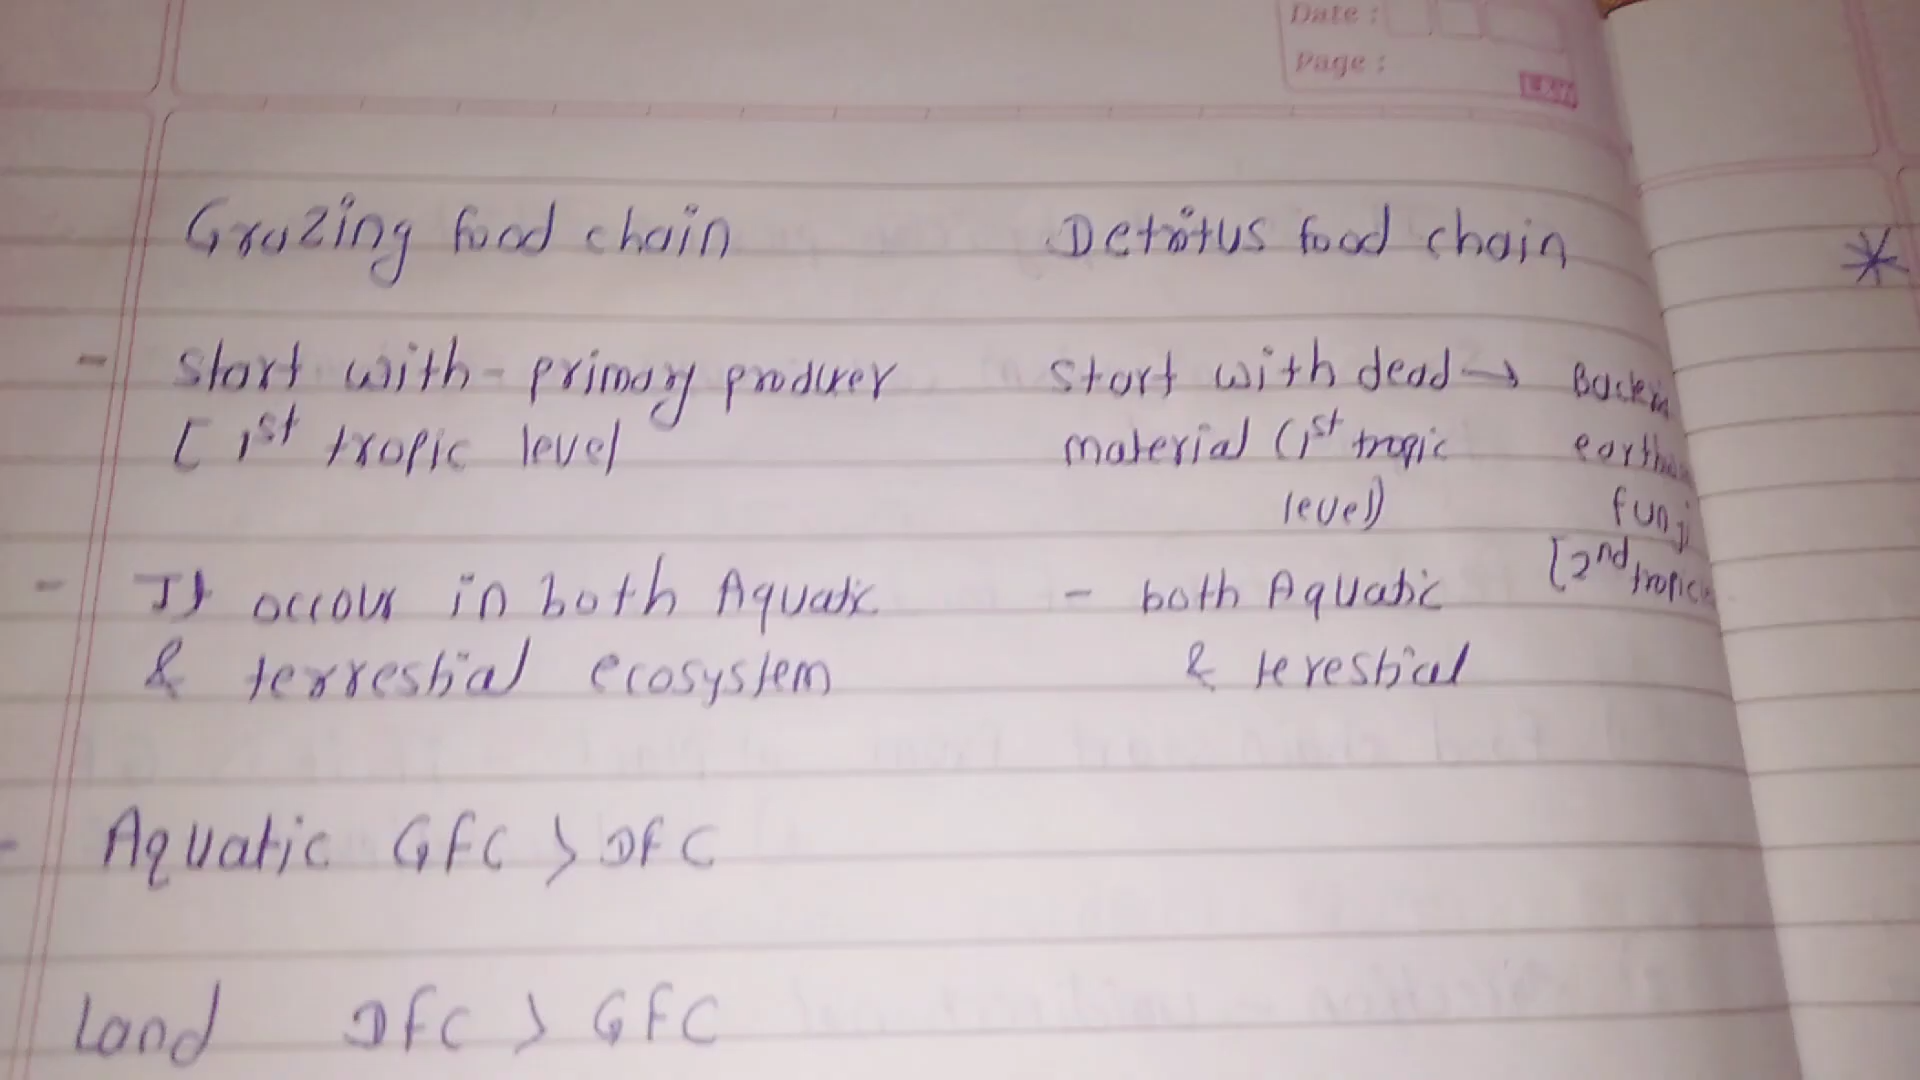 Date :
Page :
Grazing food chain
Detritus food chain
*
- start with - primary producer
[ 1st tropic level
start with dead →
material (1st tropic
level)
fungi
[2nd tropic
- It occour in both Aquatic
& terrestial ecosystem
- both Aquatic
& terestial
- Aquatic GFC > DFC
Land DFC > GFC